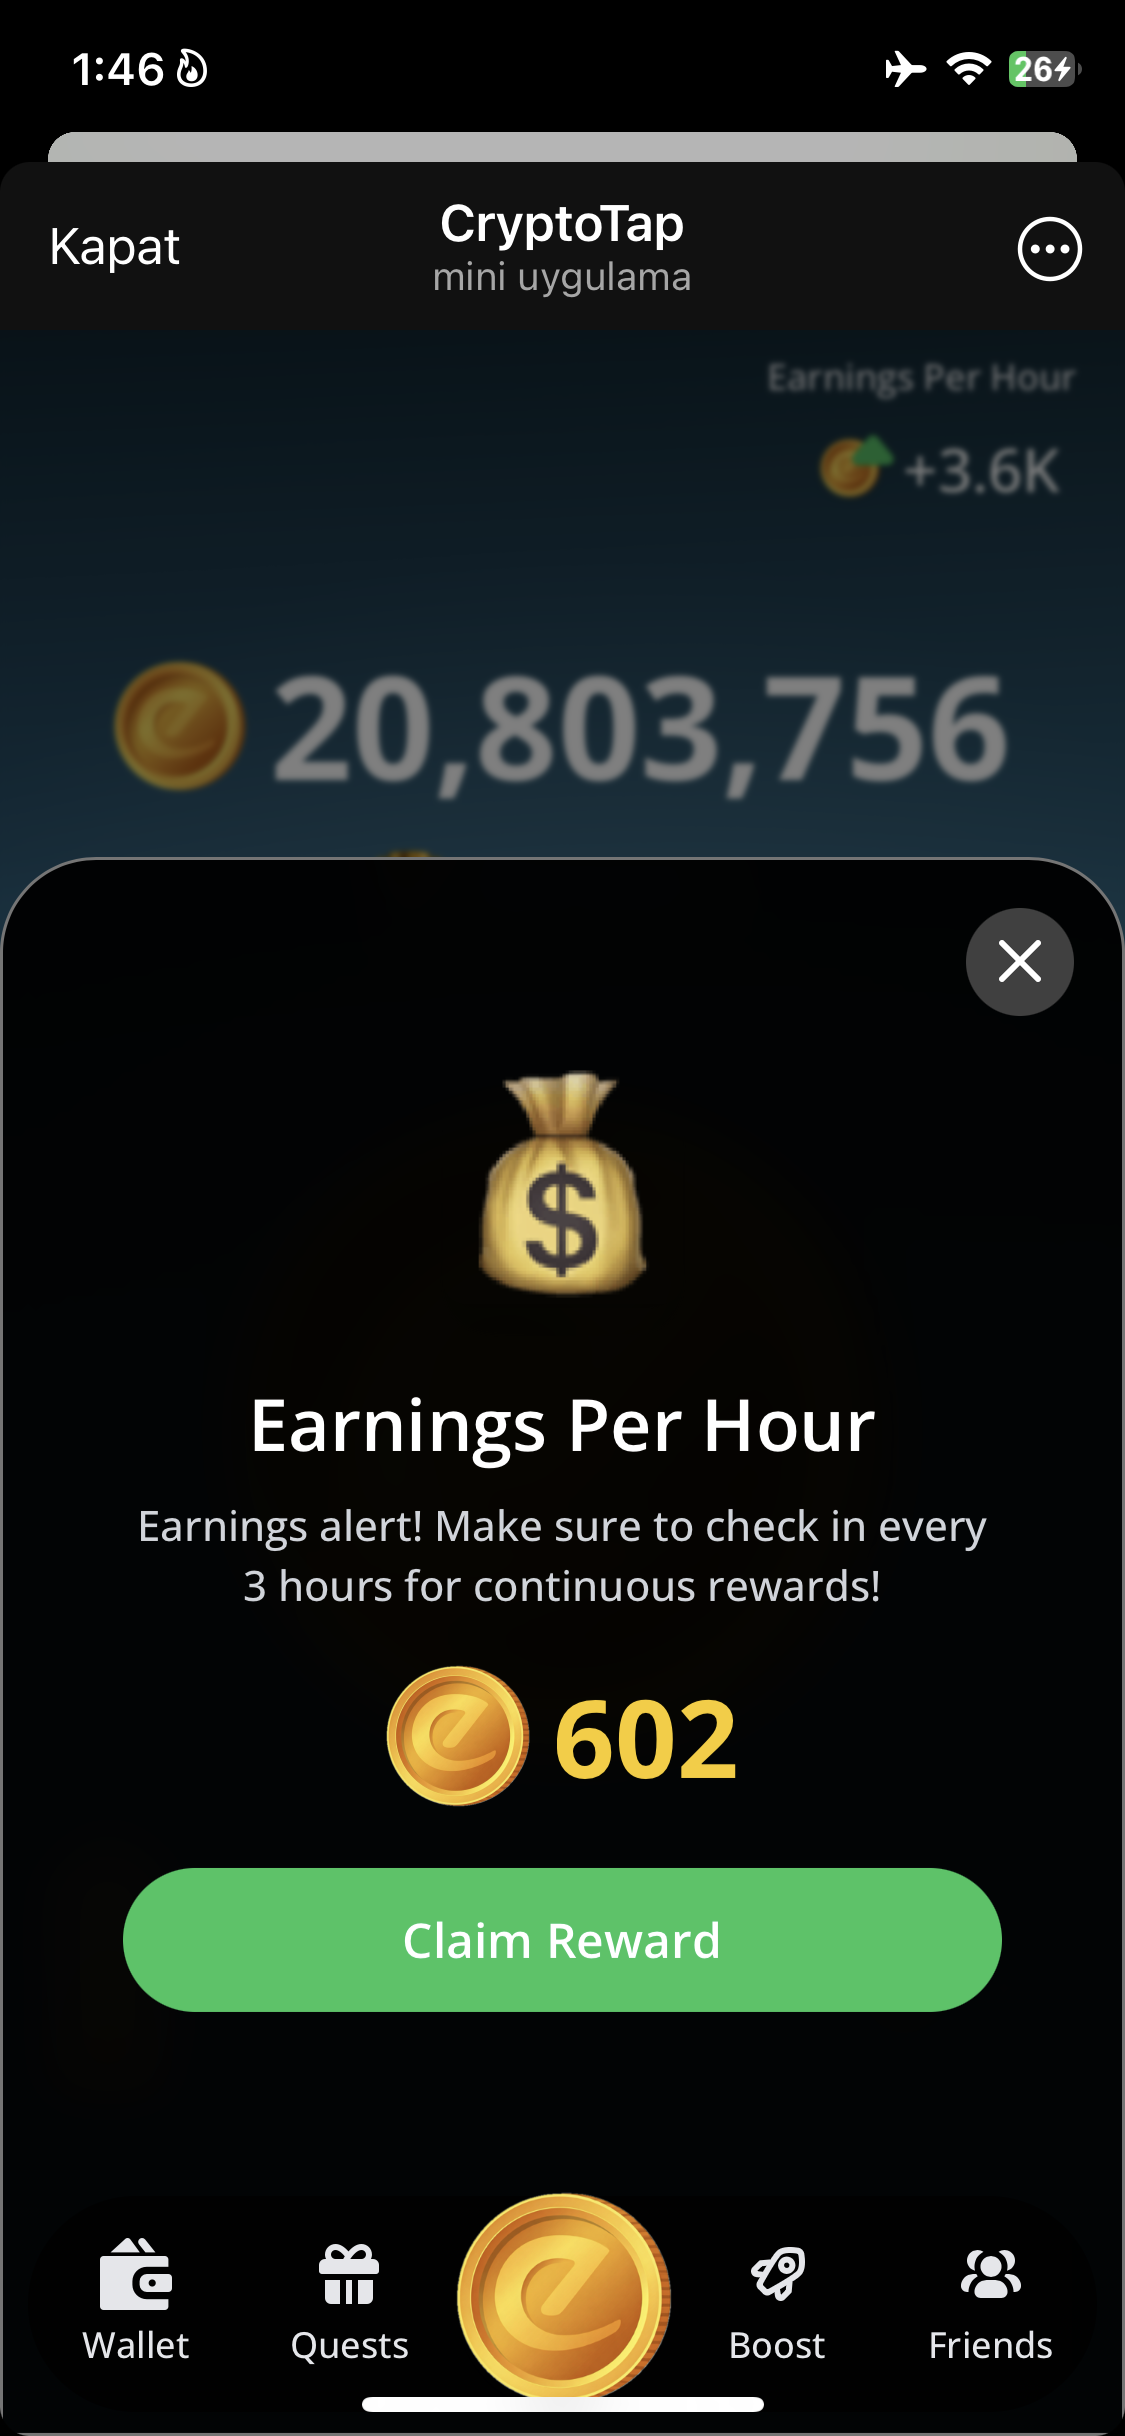 1:46
26
Kapat
CryptoTap
mini uygulama
Earnings Per Hour
+3.6K
20,803,756
$
Earnings Per Hour
Earnings alert! Make sure to check in every
3 hours for continuous rewards!
602
Claim Reward
Wallet
Quests
Boost
Friends